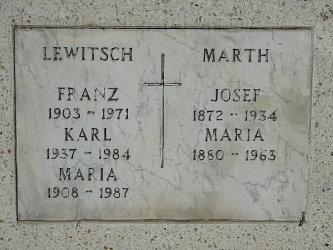 LEWITSCH
FRANZ
1903 - 1971
KARL
1937 - 1984
MARIA
1908 - 1987
MARTH
JOSEF
1872 - 1934
MARIA
1880 - 1963